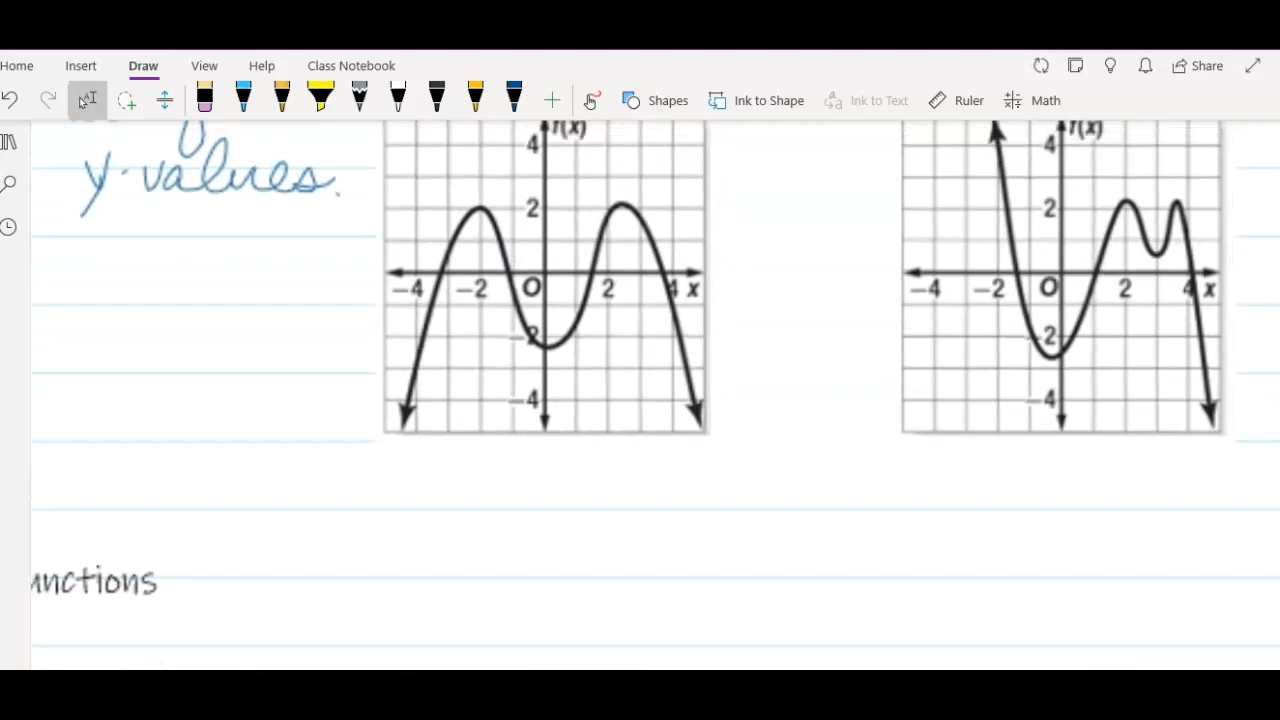 Home Insert Draw View Help Class Notebook Share
Shapes Ink to Shape Ink to Text Ruler Math
y-values.
f(x) f(x)
4 4
2 2
-4 -2 O 2 4 x -4 -2 O 2 4 x
-2 -2
-4 -4
unctions